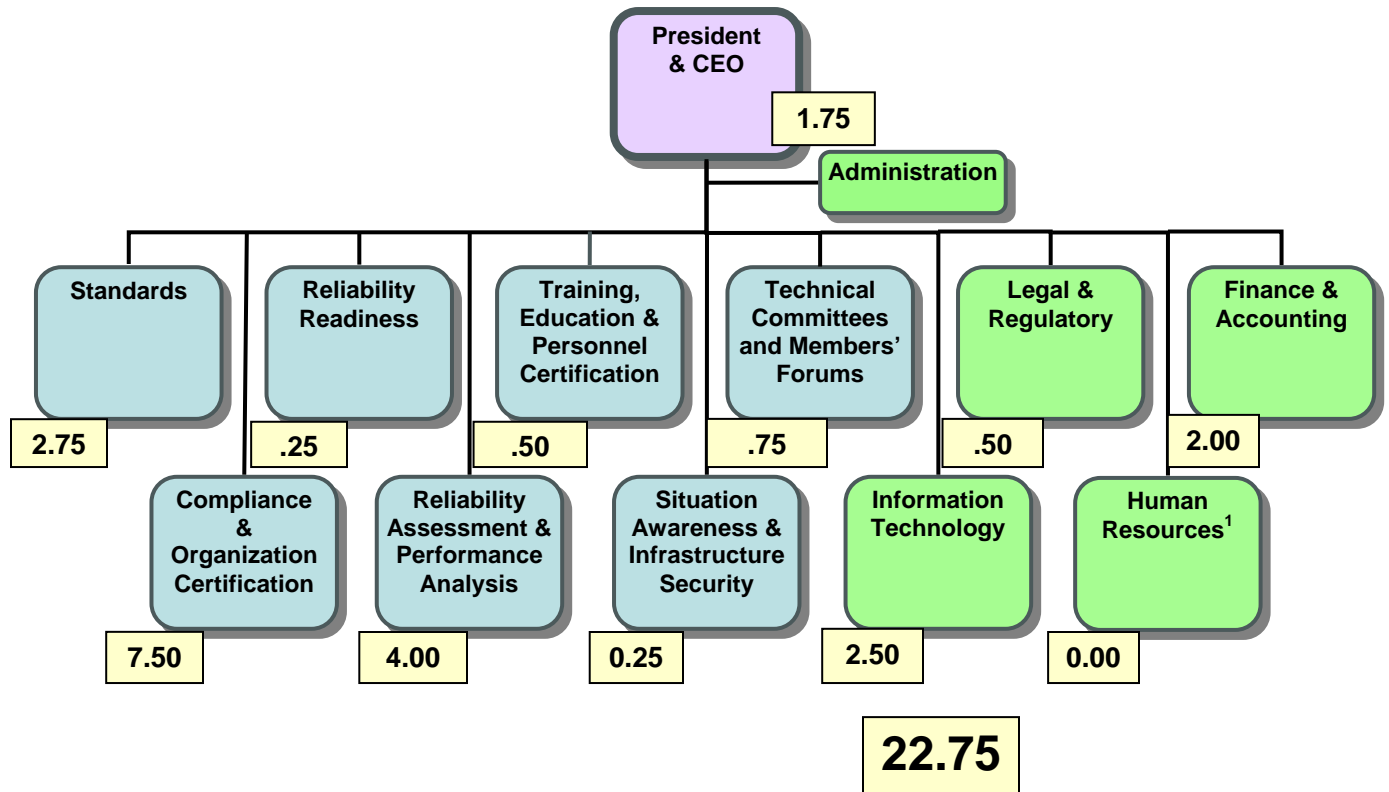 President
& CEO
1.75
Administration
Standards
2.75
Reliability
Readiness
.25
Training,
Education &
Personnel
Certification
.50
Technical
Committees
and Members’
Forums
.75
Legal &
Regulatory
.50
Finance &
Accounting
2.00
Compliance
&
Organization
Certification
7.50
Reliability
Assessment &
Performance
Analysis
4.00
Situation
Awareness &
Infrastructure
Security
0.25
Information
Technology
2.50
Human
Resources1
0.00
22.75